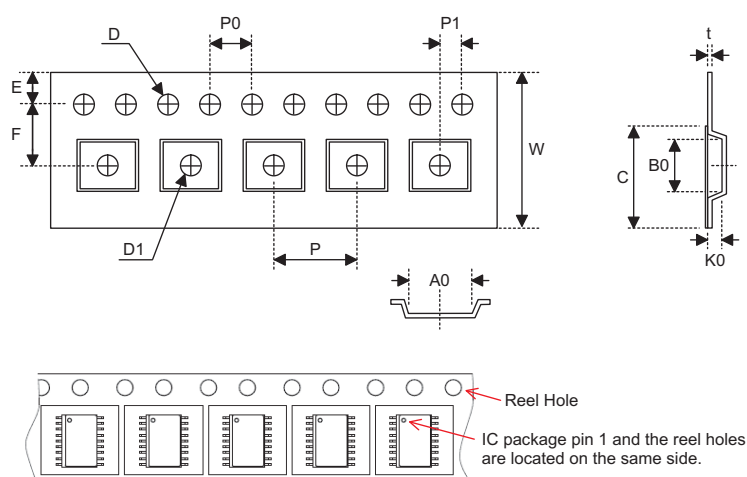 D
P0
P1
t
E
F
W
C
B0
D1
P
K0
A0
Reel Hole
IC package pin 1 and the reel holes
are located on the same side.